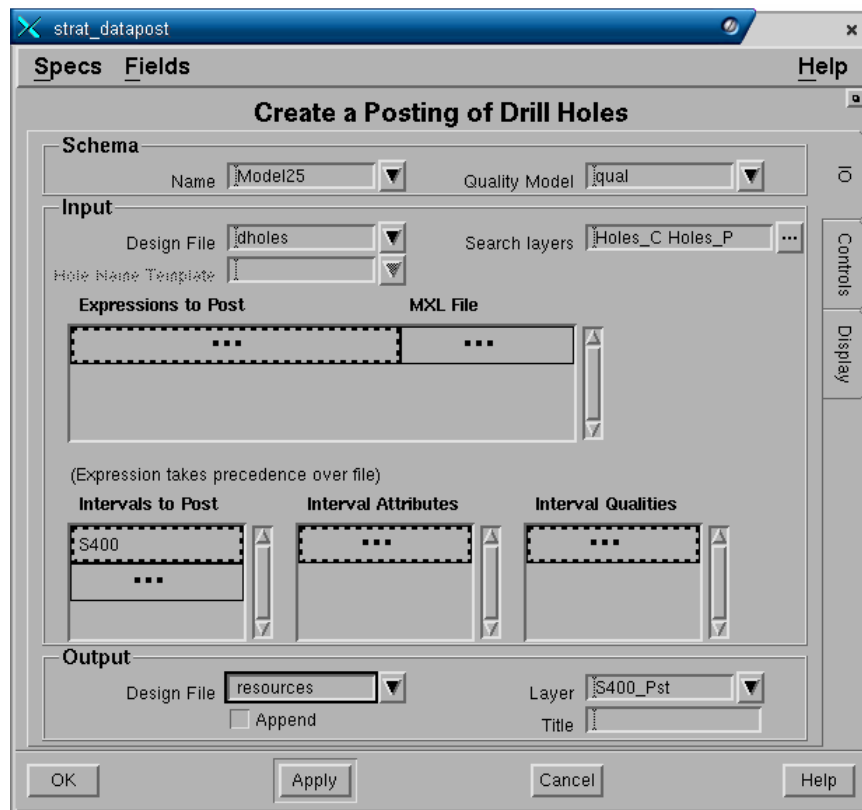 strat_datapost
Specs Fields Help
Create a Posting of Drill Holes
Schema
Name Model25 Quality Model qual
Input
Design File dholes Search layers Holes_C Holes_P ...
Hole Name Template
Expressions to Post MXL File
... ...
(Expression takes precedence over file)
Intervals to Post Interval Attributes Interval Qualities
S400 ... ...
...
Output
Design File resources Layer S400_Pst
Append Title
OK Apply Cancel Help
IO
Controls
Display